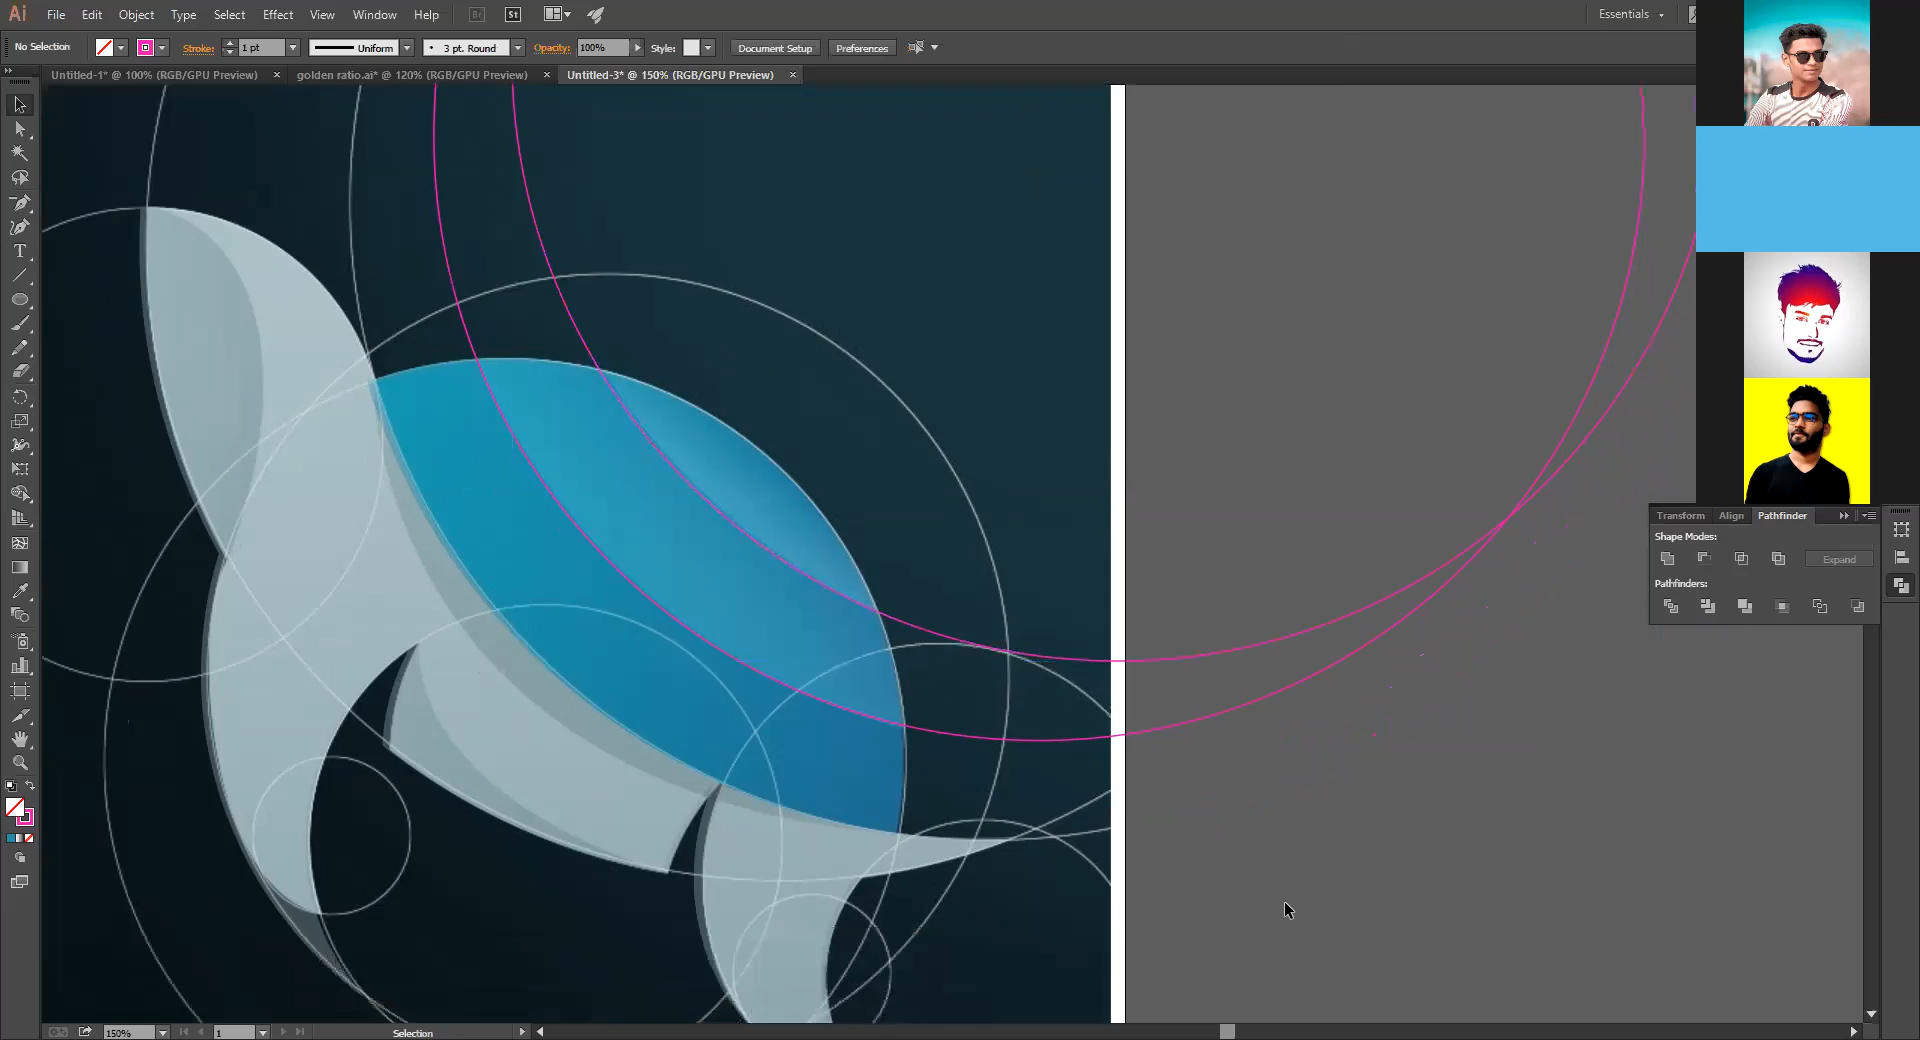 Ai File Edit Object Type Select Effect View Window Help Br St Essentials
No Selection Stroke: 1 pt Uniform 3 pt. Round Opacity: 100% Style: Document Setup Preferences
Untitled-1* @ 100% (RGB/GPU Preview) × golden ratio.ai* @ 120% (RGB/GPU Preview) × Untitled-3* @ 150% (RGB/GPU Preview) ×
Transform Align Pathfinder
Shape Modes:
Expand
Pathfinders:
150% 1 Selection